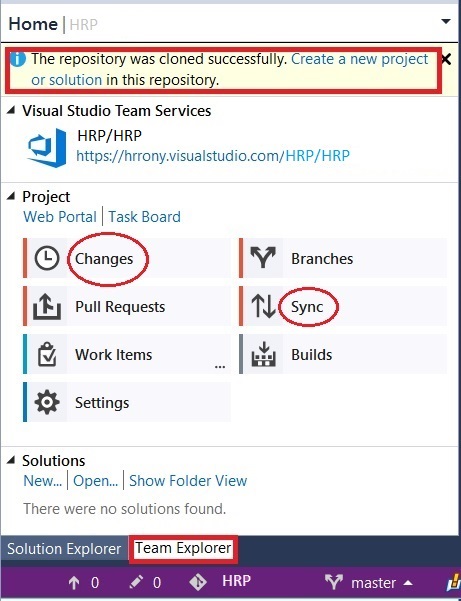 Home | HRP
The repository was cloned successfully. Create a new project
or solution in this repository.
Visual Studio Team Services
HRP/HRP
https://hrrony.visualstudio.com/HRP/HRP
Project
Web Portal | Task Board
Changes
Branches
Pull Requests
Sync
Work Items
...
Builds
Settings
Solutions
New... | Open... | Show Folder View
There were no solutions found.
Solution Explorer Team Explorer
0 0 HRP master